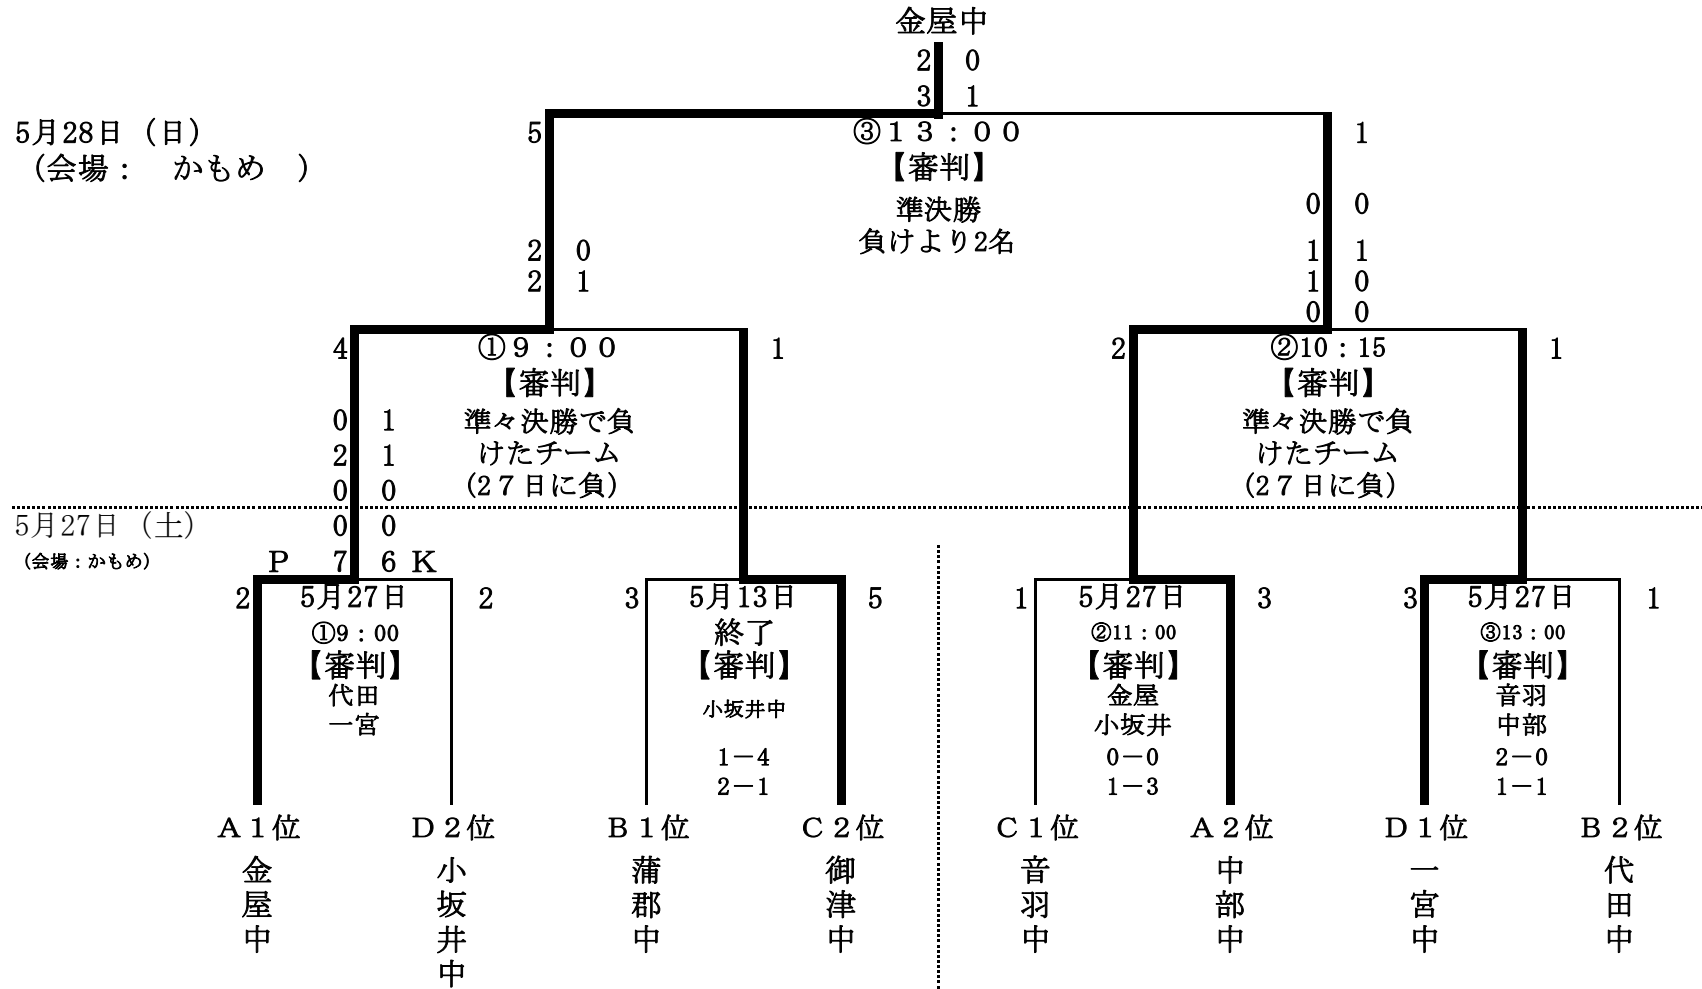 金屋中
2 0
3 1
5月28日（日）
（会場：　かもめ　）
5 ③１３：００ 1
【審判】
準決勝
負けより2名
0 0
2 0 1 1
2 1 1 0
0 0
4 ①９：００ 1 2 ②10：15 1
【審判】 【審判】
0 1 準々決勝で負 準々決勝で負
2 1 けたチーム けたチーム
0 0 (2７日に負) (2７日に負)
5月27日（土） 0 0
（会場：かもめ） P 7 6 K
2 5月27日 2 3 5月13日 5 1 5月27日 3 3 5月27日 1
①9：00 終了 ②11：00 ③13：00
【審判】 【審判】 【審判】 【審判】
代田 小坂井中 金屋 音羽
一宮 小坂井 中部
1－4 0－0 2－0
2－1 1－3 1－1
Ａ１位 Ｄ２位 Ｂ１位 Ｃ２位 Ｃ１位 Ａ２位 Ｄ１位 Ｂ２位
金屋中 小坂井中 蒲郡中 御津中 音羽中 中部中 一宮中 代田中